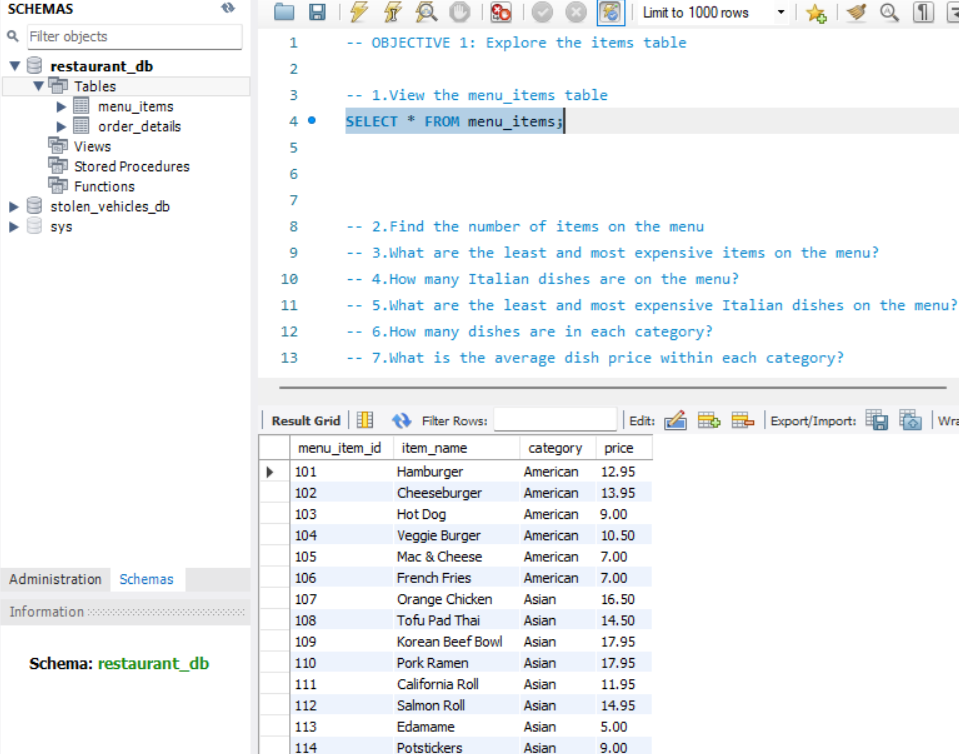 SCHEMAS
Filter objects
restaurant_db
Tables
menu_items
order_details
Views
Stored Procedures
Functions
stolen_vehicles_db
sys
Administration Schemas
Information
Schema: restaurant_db
Limit to 1000 rows
1 -- OBJECTIVE 1: Explore the items table
2
3 -- 1.View the menu_items table
4 SELECT * FROM menu_items;
5
6
7
8 -- 2.Find the number of items on the menu
9 -- 3.What are the least and most expensive items on the menu?
10 -- 4.How many Italian dishes are on the menu?
11 -- 5.What are the least and most expensive Italian dishes on the menu?
12 -- 6.How many dishes are in each category?
13 -- 7.What is the average dish price within each category?
Result Grid Filter Rows: Edit: Export/Import: Wra
menu_item_id item_name category price
101 Hamburger American 12.95
102 Cheeseburger American 13.95
103 Hot Dog American 9.00
104 Veggie Burger American 10.50
105 Mac & Cheese American 7.00
106 French Fries American 7.00
107 Orange Chicken Asian 16.50
108 Tofu Pad Thai Asian 14.50
109 Korean Beef Bowl Asian 17.95
110 Pork Ramen Asian 17.95
111 California Roll Asian 11.95
112 Salmon Roll Asian 14.95
113 Edamame Asian 5.00
114 Potstickers Asian 9.00